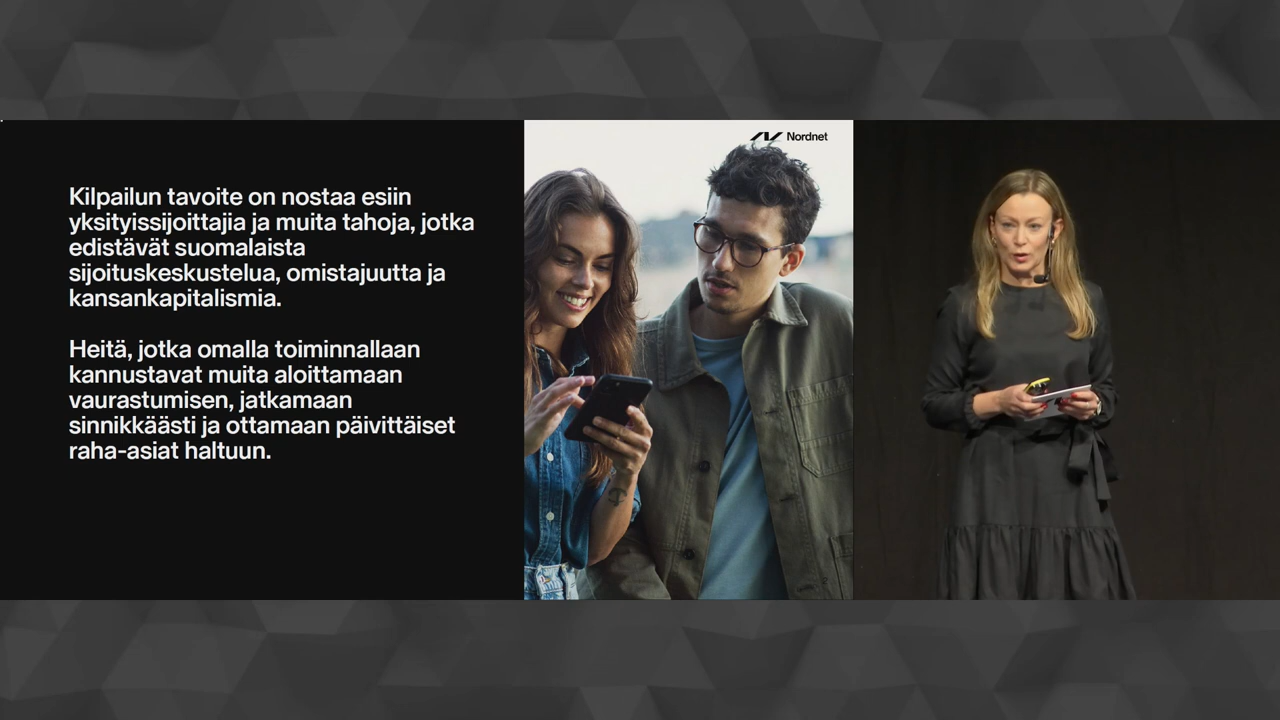 Kilpailun tavoite on nostaa esiin
yksityissijoittajia ja muita tahoja, jotka
edistävät suomalaista
sijoituskeskustelua, omistajuutta ja
kansankapitalismia.
Heitä, jotka omalla toiminnallaan
kannustavat muita aloittamaan
vaurastumisen, jatkamaan
sinnikkäästi ja ottamaan päivittäiset
raha-asiat haltuun.
Nordnet